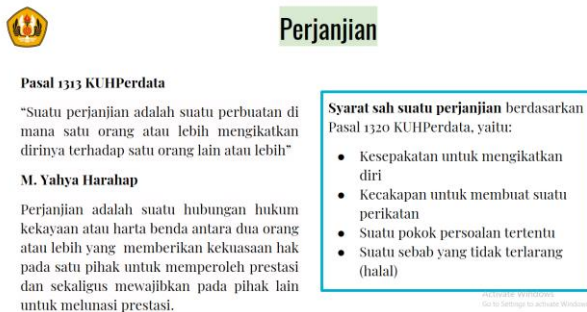 Perjanjian
Pasal 1313 KUHPerdata
“Suatu perjanjian adalah suatu perbuatan di
mana satu orang atau lebih mengikatkan
dirinya terhadap satu orang lain atau lebih”
M. Yahya Harahap
Perjanjian adalah suatu hubungan hukum
kekayaan atau harta benda antara dua orang
atau lebih yang memberikan kekuasaan hak
pada satu pihak untuk memperoleh prestasi
dan sekaligus mewajibkan pada pihak lain
untuk melunasi prestasi.
Syarat sah suatu perjanjian berdasarkan
Pasal 1320 KUHPerdata, yaitu:
● Kesepakatan untuk mengikatkan
diri
● Kecakapan untuk membuat suatu
perikatan
● Suatu pokok persoalan tertentu
● Suatu sebab yang tidak terlarang
(halal)
Activate Windows
Go to Settings to activate Windows